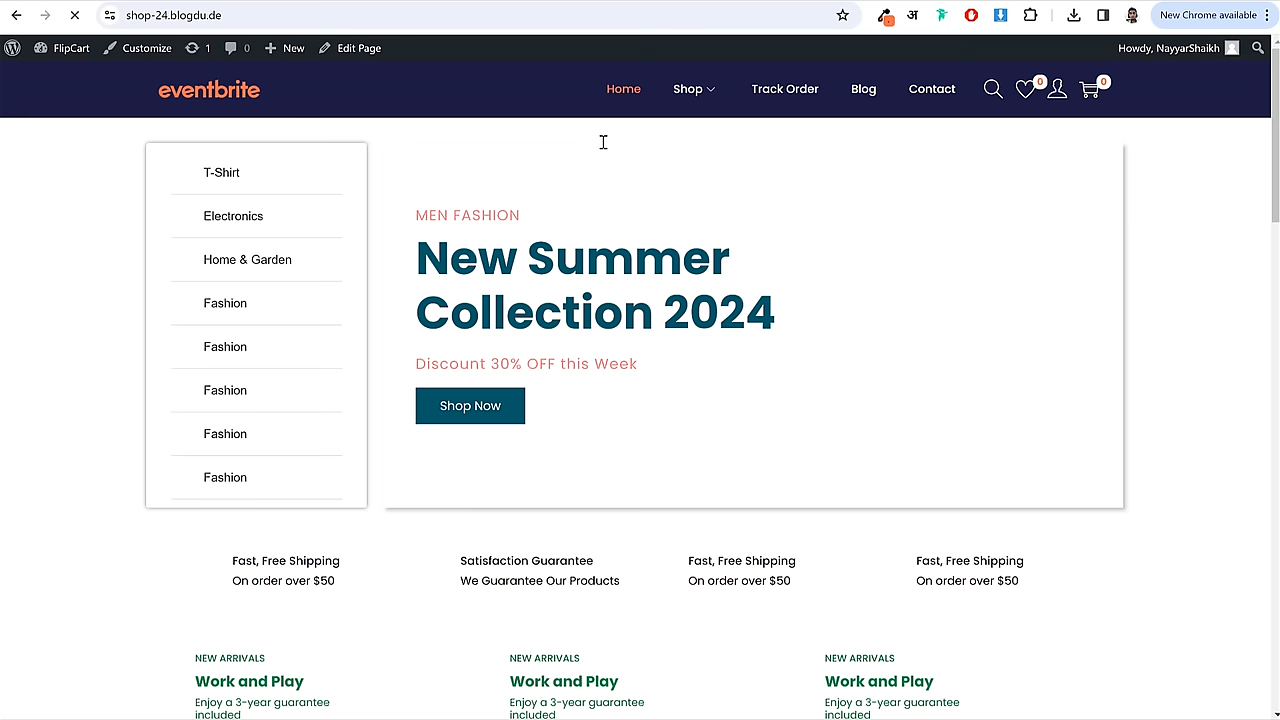 shop-24.blogdu.de
अ
New Chrome available
FlipCart
Customize
1
0
New
Edit Page
Howdy, NayyarShaikh
eventbrite
Home
Shop
Track Order
Blog
Contact
0
0
T-Shirt
Electronics
Home & Garden
Fashion
Fashion
Fashion
Fashion
Fashion
MEN FASHION
New Summer
Collection 2024
Discount 30% OFF this Week
Shop Now
Fast, Free Shipping
On order over $50
Satisfaction Guarantee
We Guarantee Our Products
Fast, Free Shipping
On order over $50
Fast, Free Shipping
On order over $50
NEW ARRIVALS
Work and Play
Enjoy a 3-year guarantee
included
NEW ARRIVALS
Work and Play
Enjoy a 3-year guarantee
included
NEW ARRIVALS
Work and Play
Enjoy a 3-year guarantee
included